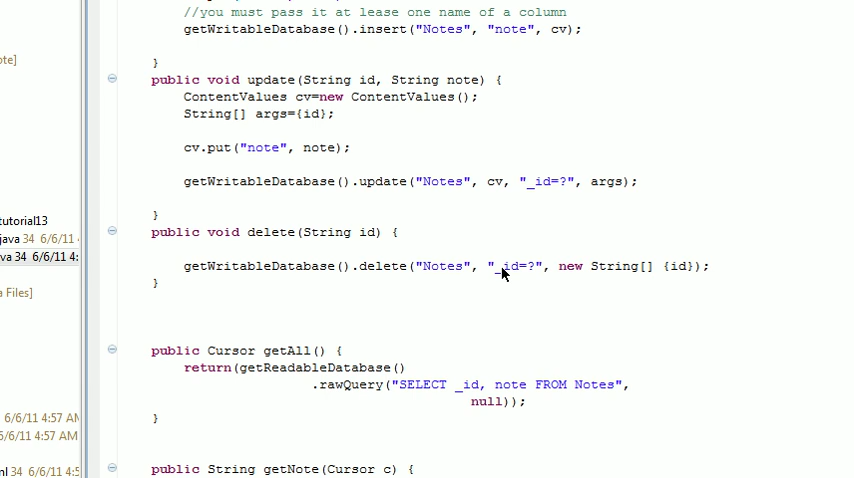 //you must pass it at lease one name of a column
getWritableDatabase().insert("Notes", "note", cv);
ote]
}
public void update(String id, String note) {
ContentValues cv=new ContentValues();
String[] args={id};
cv.put("note", note);
getWritableDatabase().update("Notes", cv, "_id=?", args);
}
tutorial13
public void delete(String id) {
java 34 6/6/11
va 34 6/6/11 4:
getWritableDatabase().delete("Notes", "_id=?", new String[] {id});
}
a Files]
public Cursor getAll() {
return(getReadableDatabase()
.rawQuery("SELECT _id, note FROM Notes",
null));
6/6/11 4:57 AM
}
6/6/11 4:57 AM
public String getNote(Cursor c) {
ml 34 6/6/11 4:5